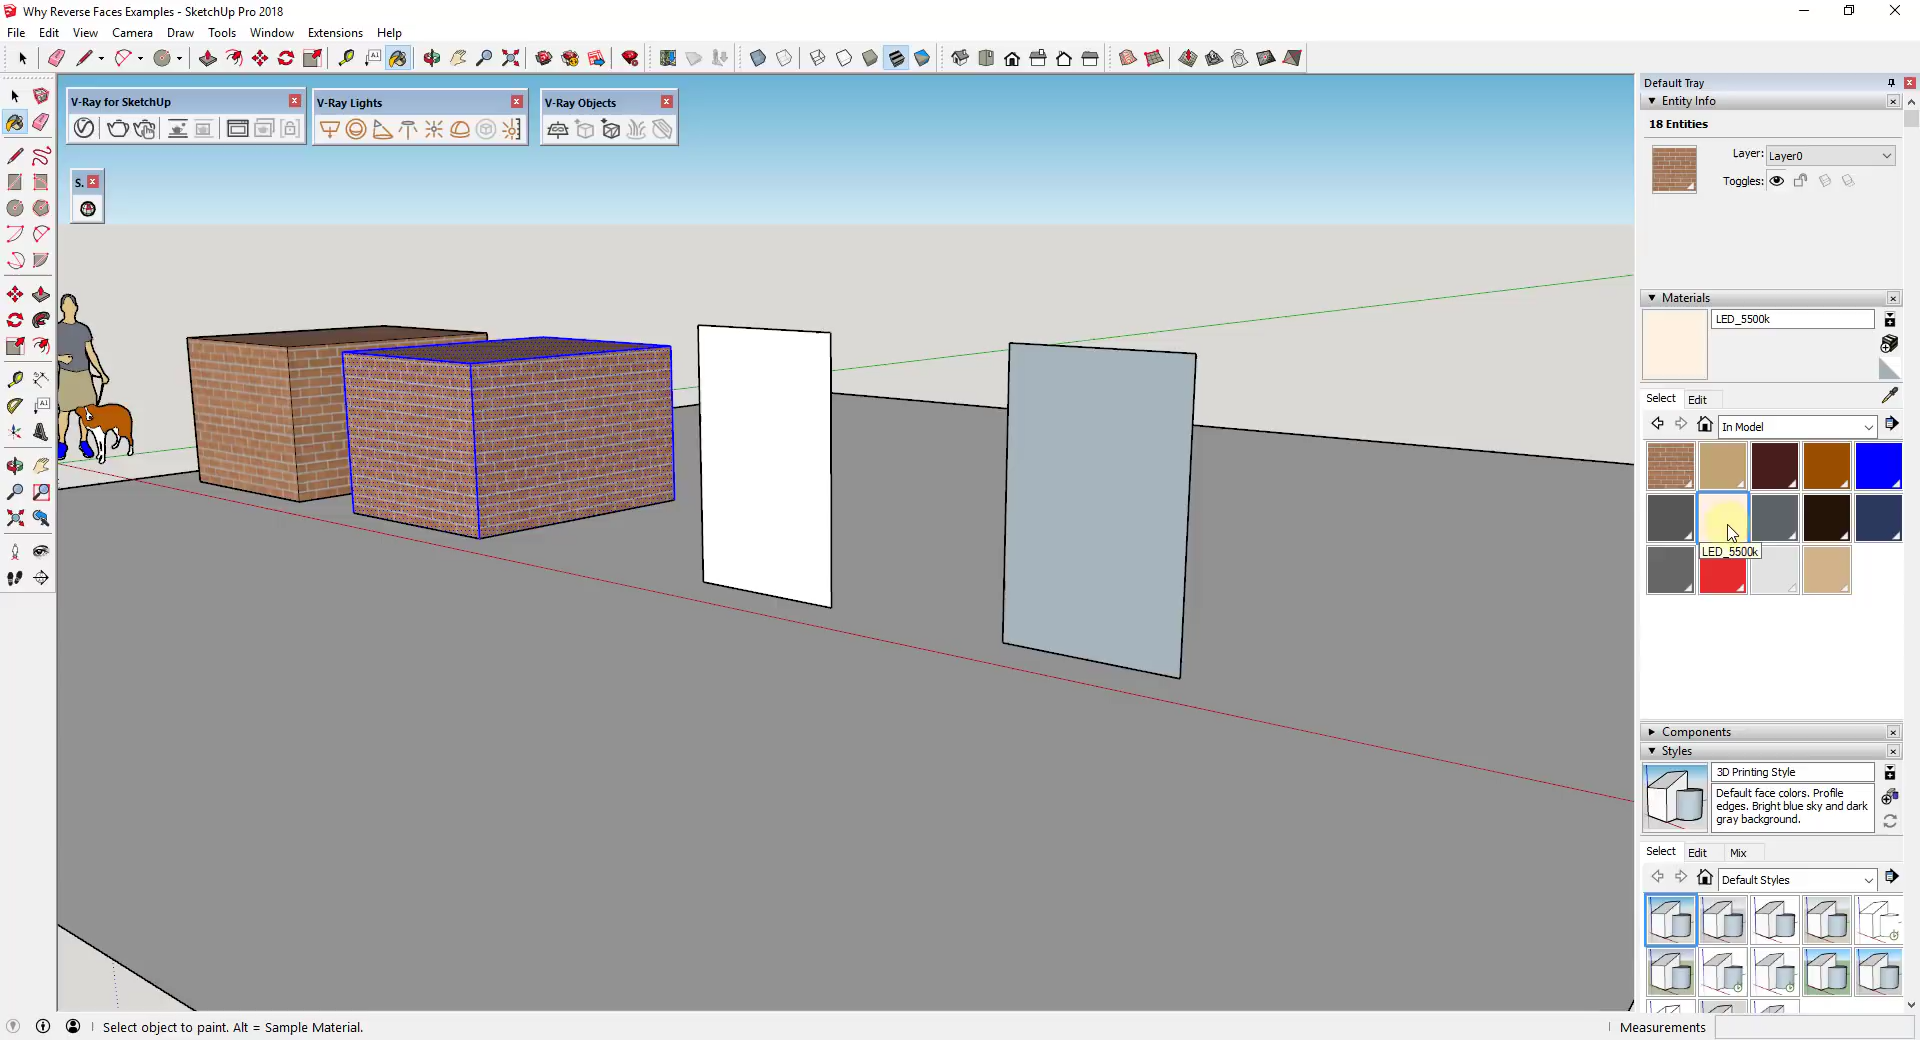 Why Reverse Faces Examples - SketchUp Pro 2018
File Edit View Camera Draw Tools Window Extensions Help
Default Tray
V-Ray for SketchUp
V-Ray Lights
V-Ray Objects
S.
Entity Info
18 Entities
Layer: Layer0
Toggles:
Materials
LED_5500k
Select Edit
In Model
LED_5500k
Components
Styles
3D Printing Style
Default face colors. Profile
edges. Bright blue sky and dark
gray background.
Select Edit Mix
Default Styles
Select object to paint. Alt = Sample Material.
Measurements